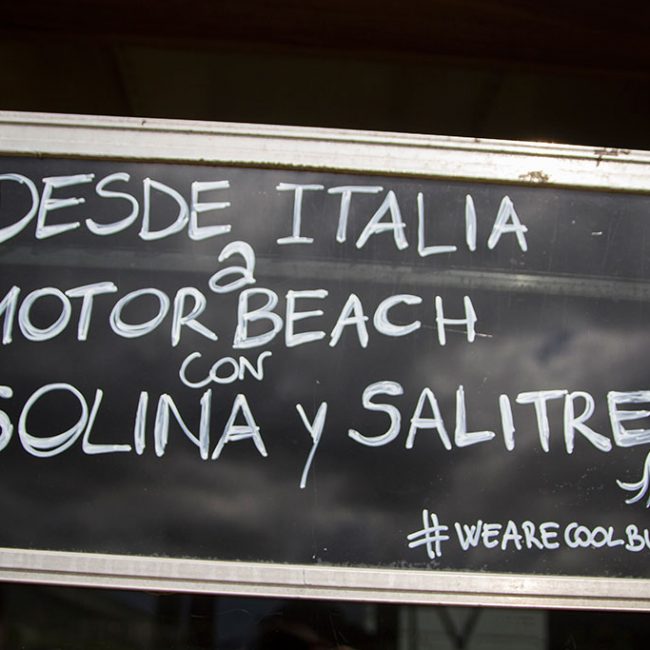 DESDE ITALIA
a
MOTOR BEACH
con
SOLINA y SALITRE
#WEARECOOLBU